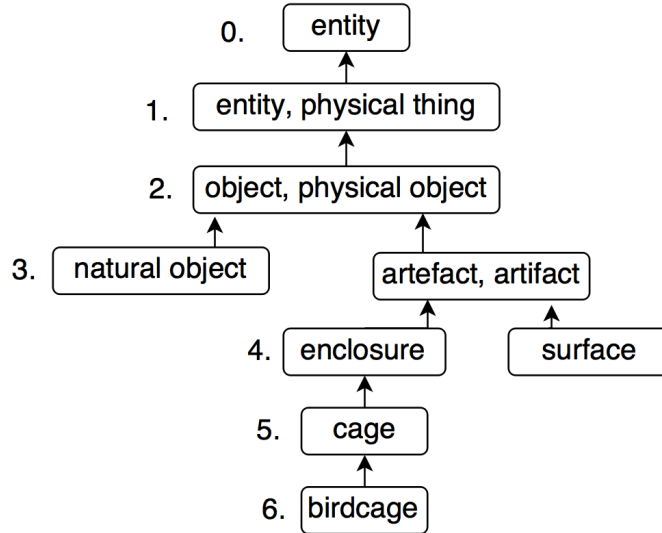 0. entity
1. entity, physical thing
2. object, physical object
3. natural object
artefact, artifact
4. enclosure
surface
5. cage
6. birdcage